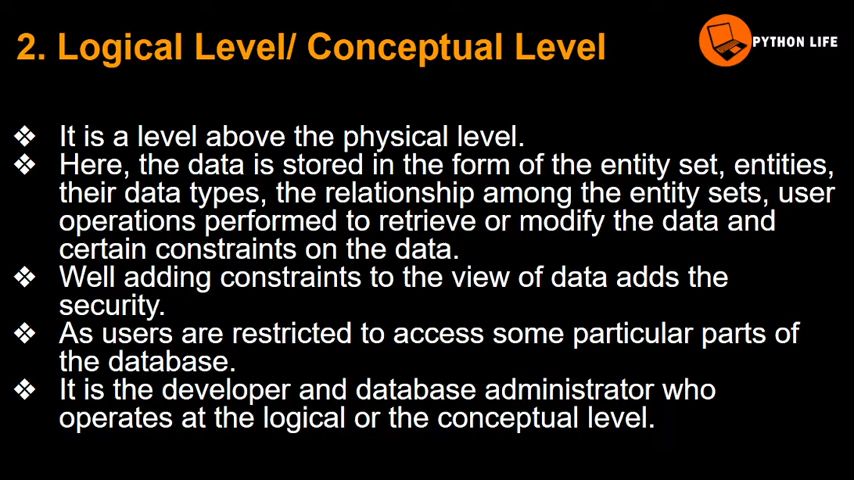 2. Logical Level/ Conceptual Level
PYTHON LIFE
❖ It is a level above the physical level.
❖ Here, the data is stored in the form of the entity set, entities,
their data types, the relationship among the entity sets, user
operations performed to retrieve or modify the data and
certain constraints on the data.
❖ Well adding constraints to the view of data adds the
security.
❖ As users are restricted to access some particular parts of
the database.
❖ It is the developer and database administrator who
operates at the logical or the conceptual level.